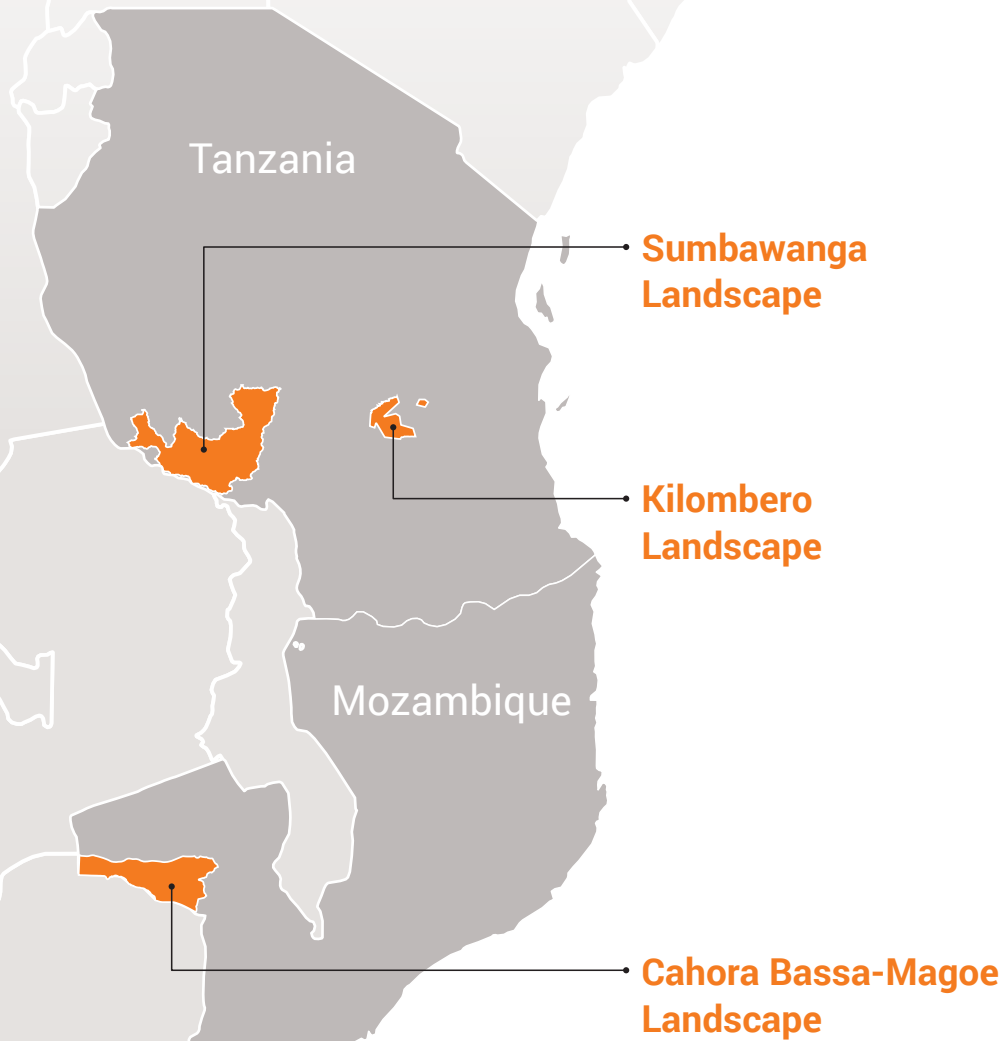 Tanzania
Sumbawanga
Landscape
Kilombero
Landscape
Mozambique
Cahora Bassa-Magoe
Landscape